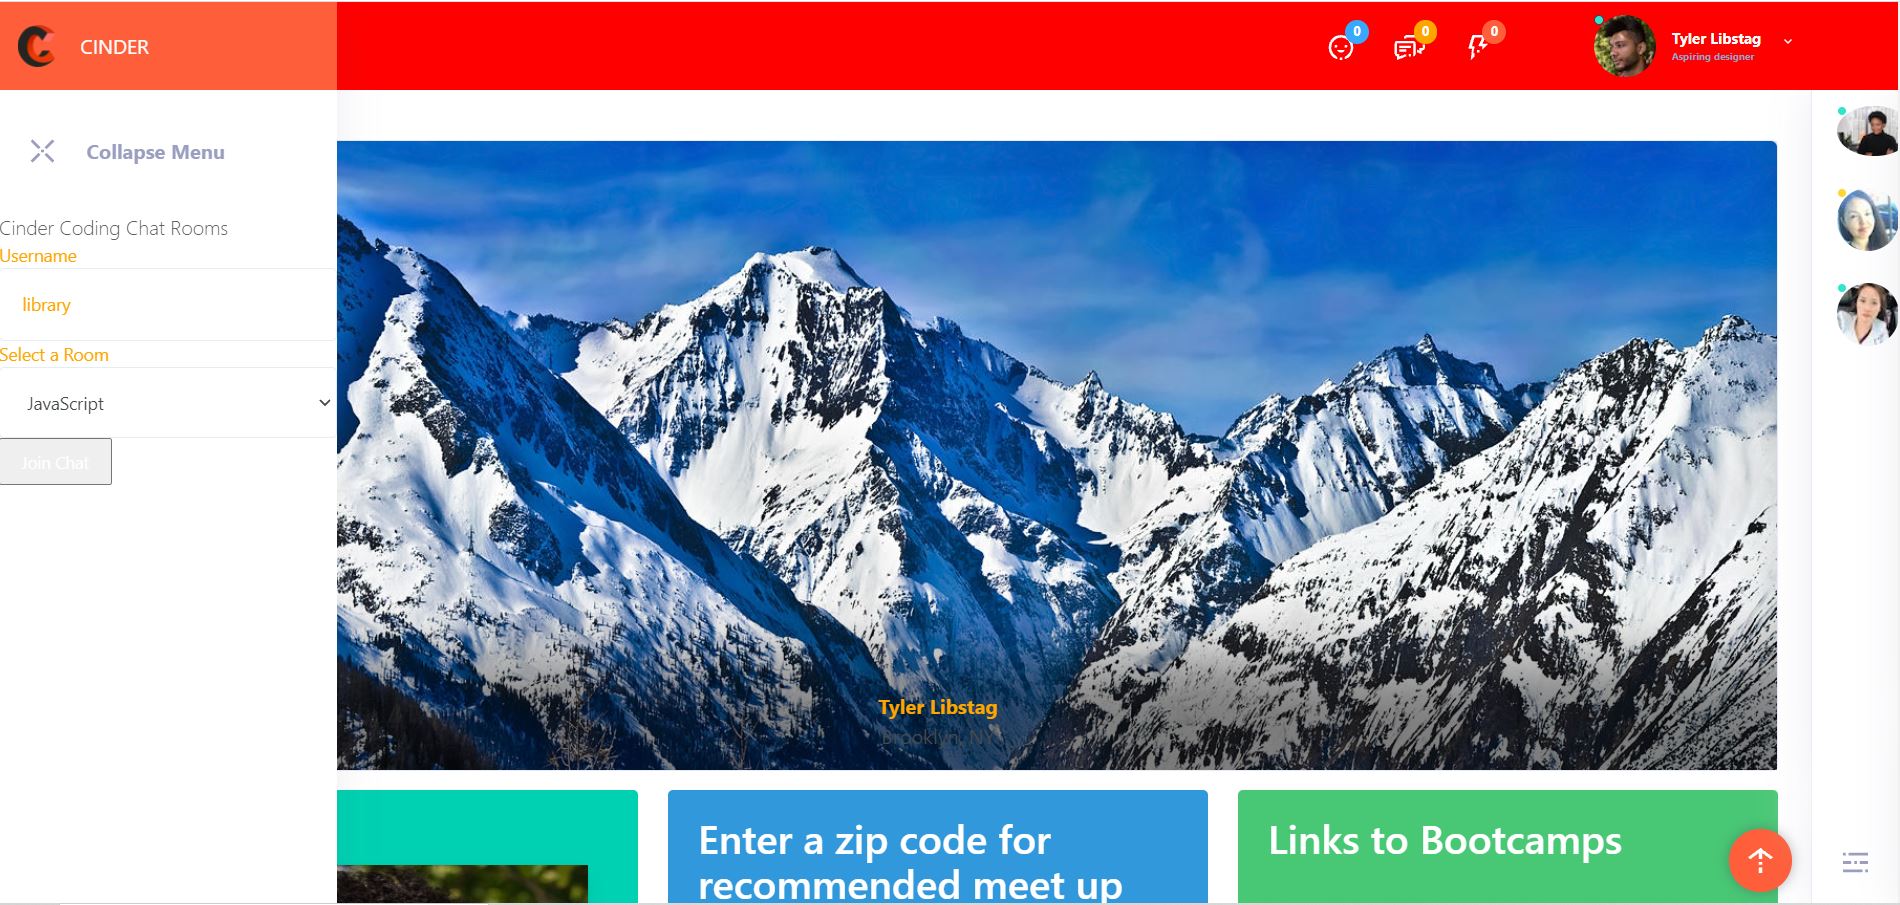 CINDER
0
0
0
Tyler Libstag
Aspiring designer
Collapse Menu
Cinder Coding Chat Rooms
Username
library
Select a Room
JavaScript
Join Chat
Tyler Libstag
Brooklyn, NY
Enter a zip code for
recommended meet up
Links to Bootcamps